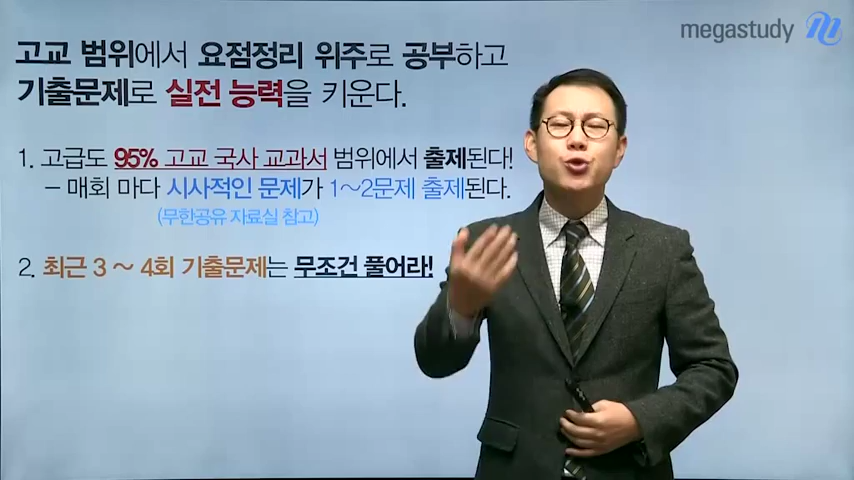 megastudy
고교 범위에서 요점정리 위주로 공부하고
기출문제로 실전 능력을 키운다.
1. 고급도 95% 고교 국사 교과서 범위에서 출제된다!
- 매회 마다 시사적인 문제가 1~2문제 출제된다.
(무한공유 자료실 참고)
2. 최근 3 ~ 4회 기출문제는 무조건 풀어라!